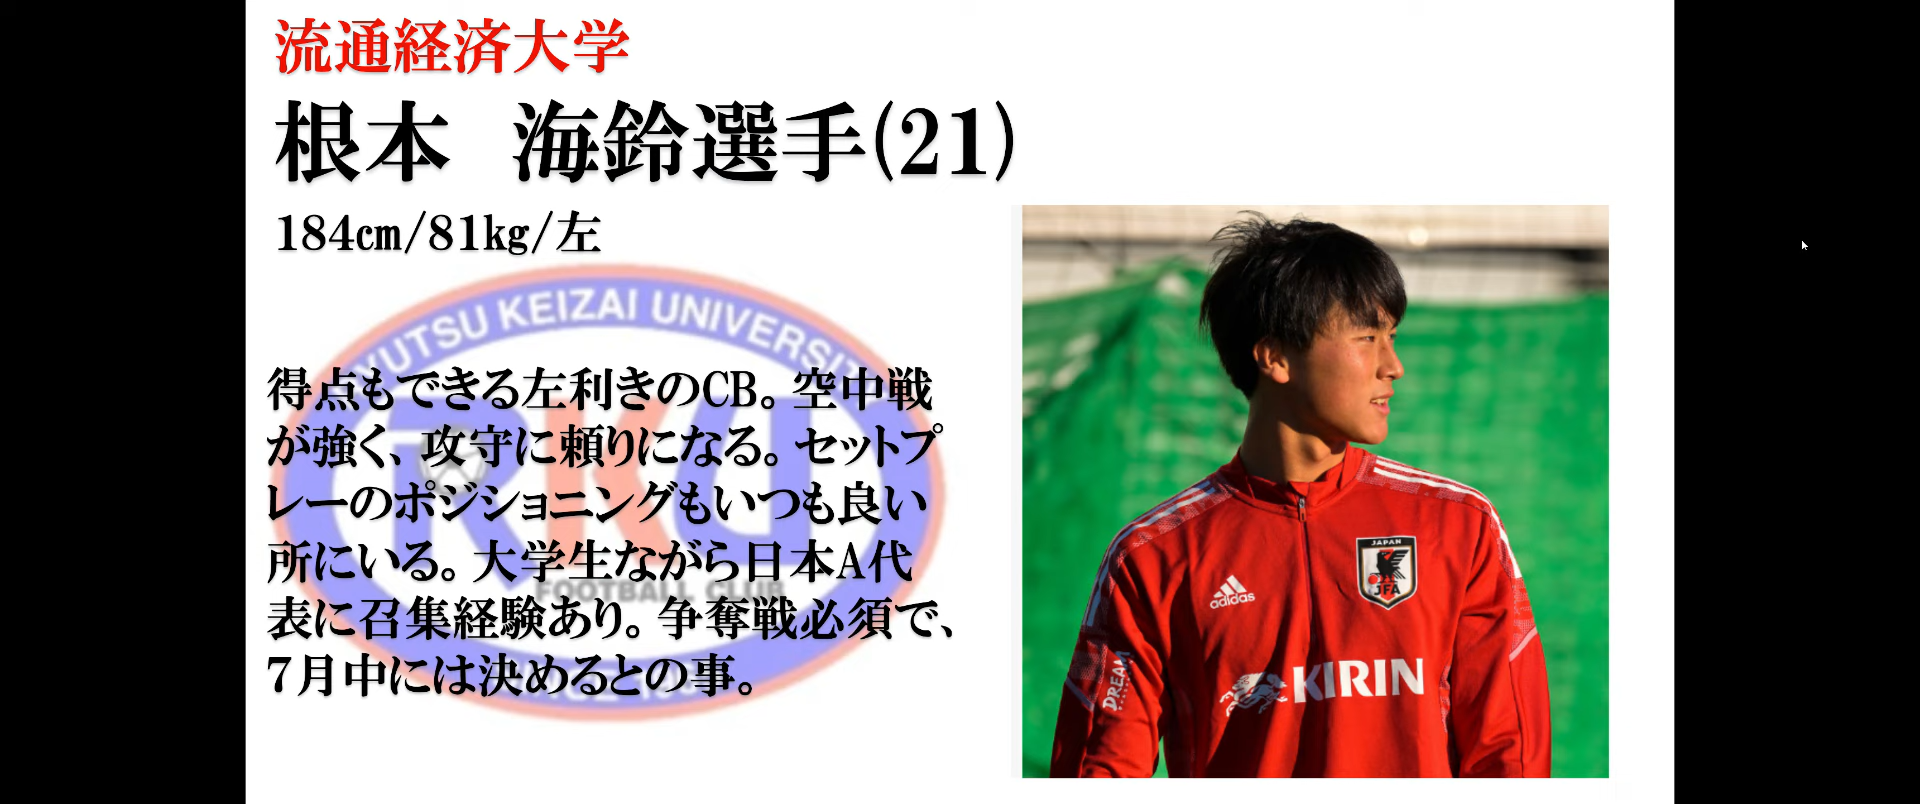 流通経済大学
根本　海鈴選手(21)
184cm/81kg/左
YUTSU KEIZAI UNIVERSIT
RKU
FOOTBALL CLUB
得点もできる左利きのCB。空中戦
が強く、攻守に頼りになる。セットプ
レーのポジショニングもいつも良い
所にいる。大学生ながら日本A代
表に召集経験あり。争奪戦必須で、
7月中には決めるとの事。
JAPAN
JFA
adidas
KIRIN
DREAM